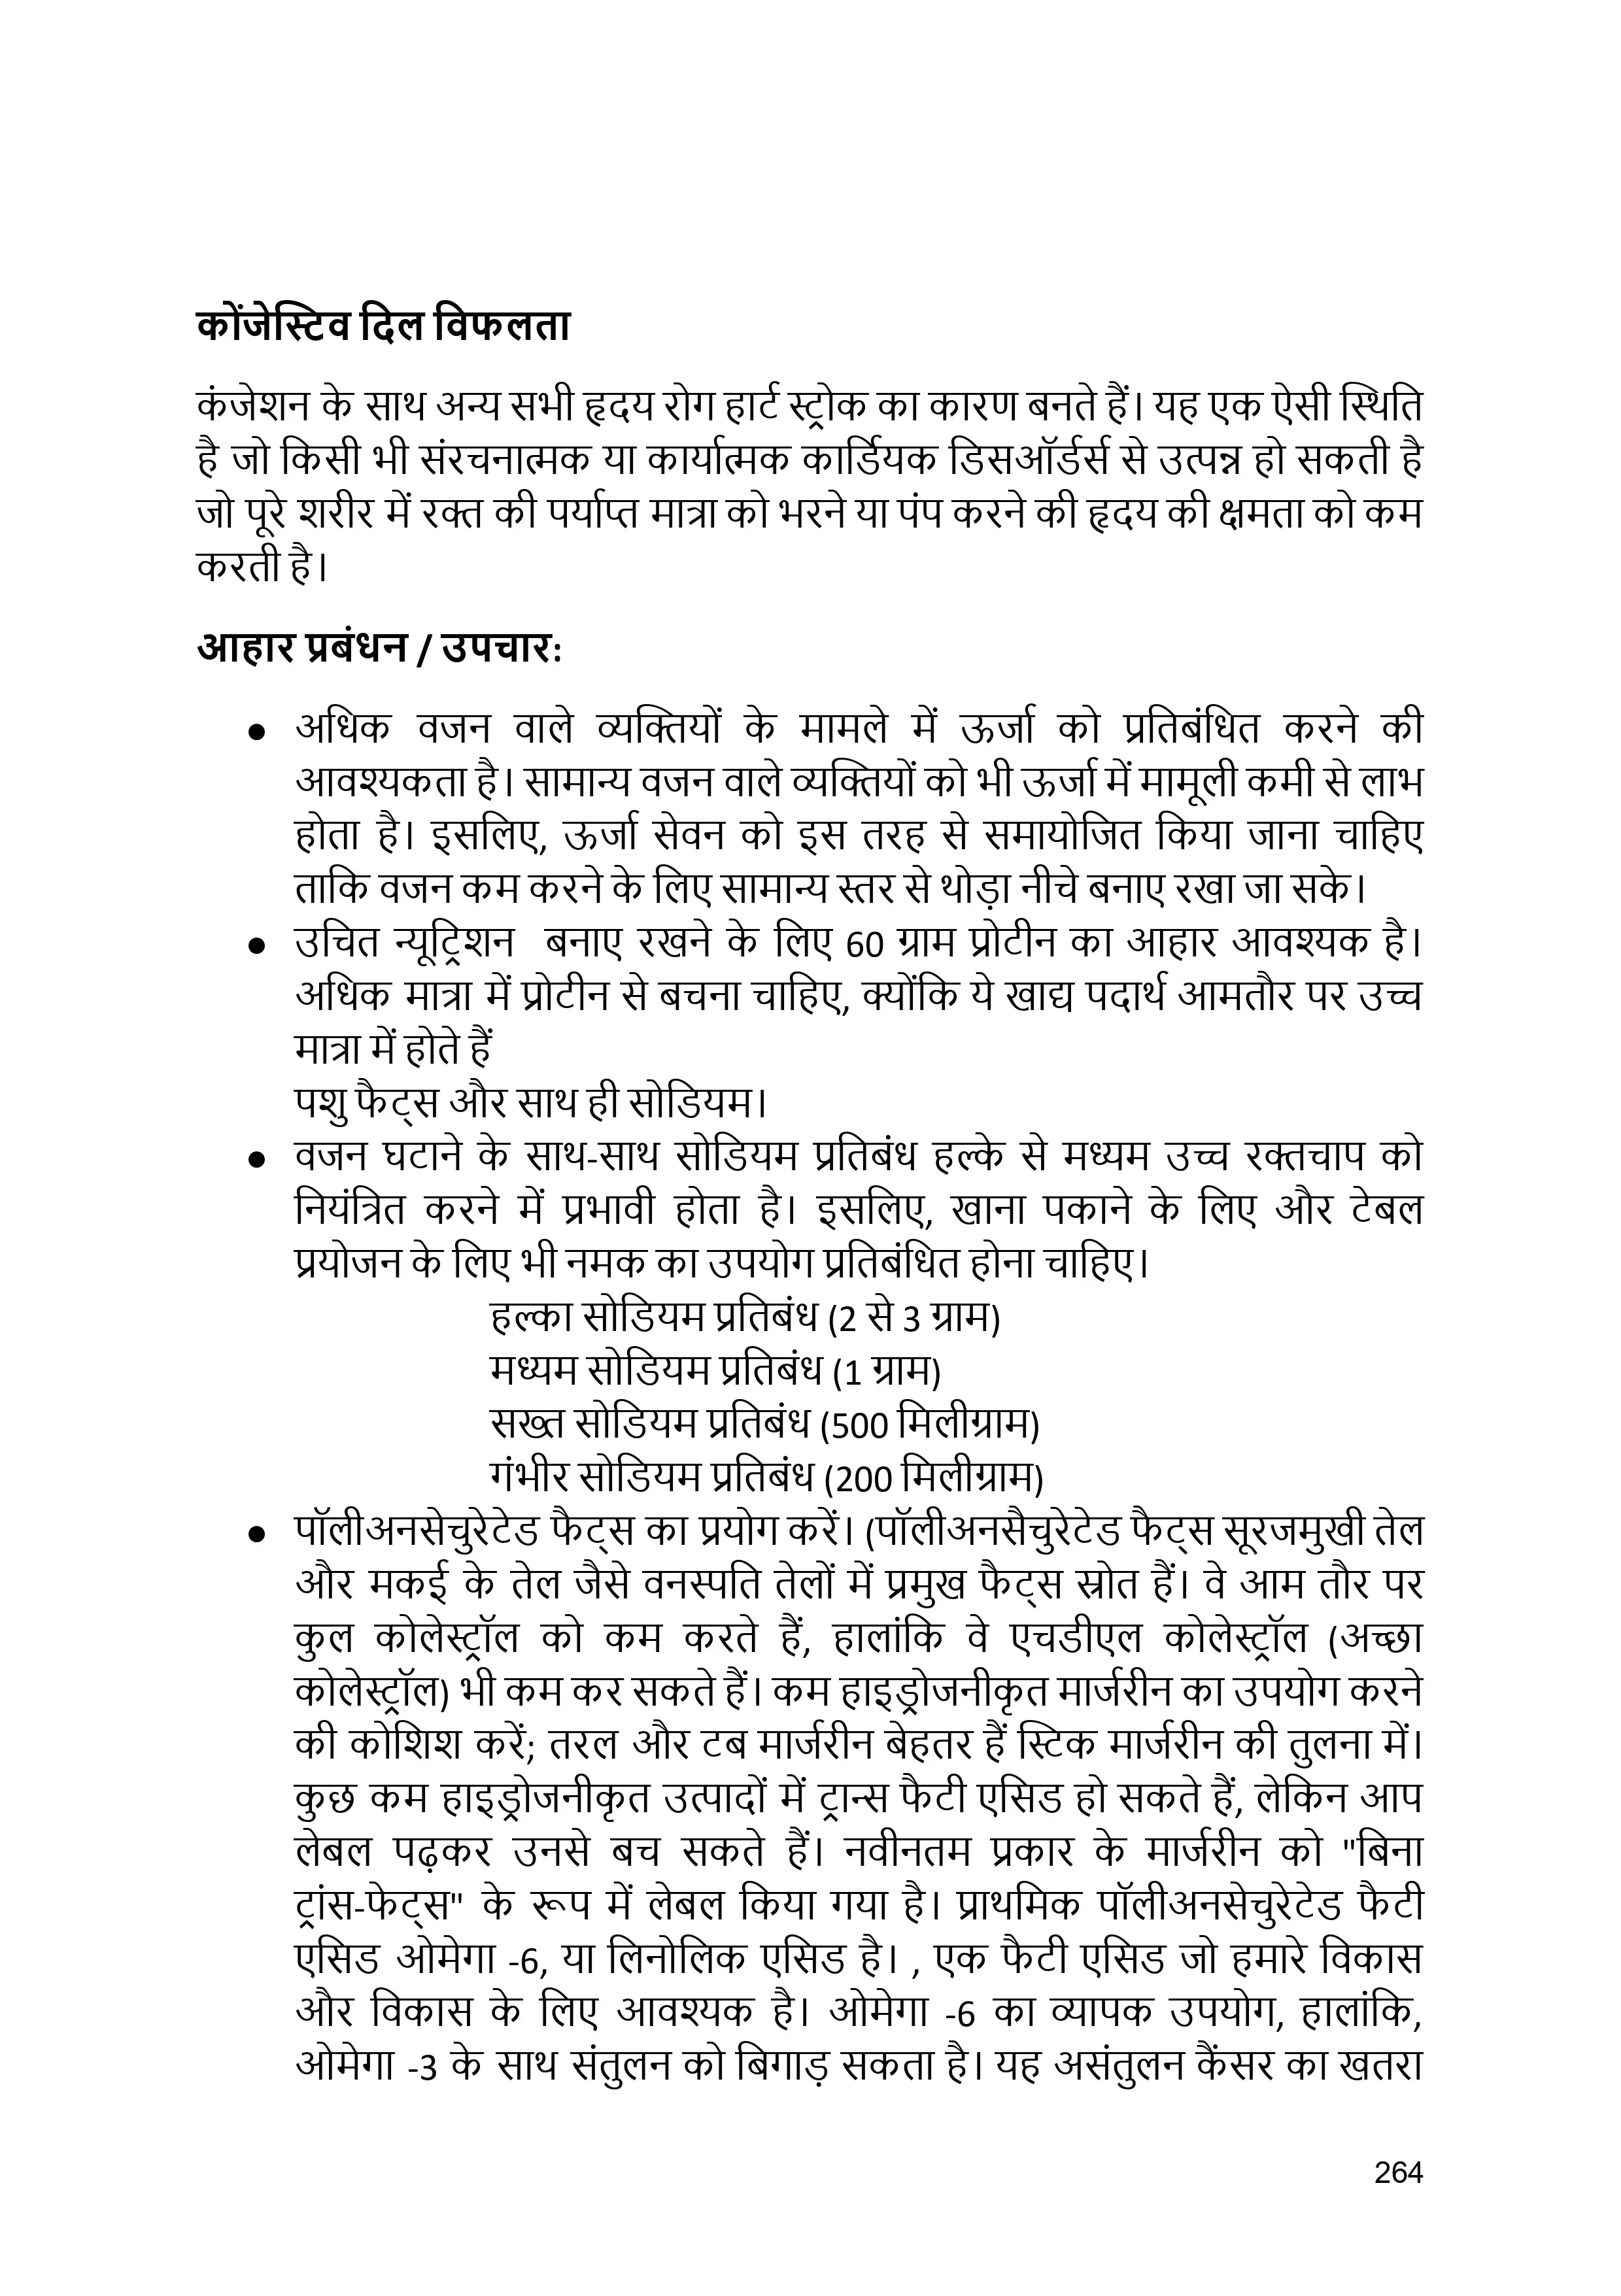 कोंजेस्टिव दिल विफलता
कंजेशन के साथ अन्य सभी हृदय रोग हार्ट स्ट्रोक का कारण बनते हैं। यह एक ऐसी स्थिति
है जो किसी भी संरचनात्मक या कार्यात्मक कार्डियक डिसऑर्डर्स से उत्पन्न हो सकती है
जो पूरे शरीर में रक्त की पर्याप्त मात्रा को भरने या पंप करने की हृदय की क्षमता को कम
करती है।
आहार प्रबंधन / उपचार:
● अधिक वजन वाले व्यक्तियों के मामले में ऊर्जा को प्रतिबंधित करने की
आवश्यकता है। सामान्य वजन वाले व्यक्तियों को भी ऊर्जा में मामूली कमी से लाभ
होता है। इसलिए, ऊर्जा सेवन को इस तरह से समायोजित किया जाना चाहिए
ताकि वजन कम करने के लिए सामान्य स्तर से थोड़ा नीचे बनाए रखा जा सके।
● उचित न्यूट्रिशन बनाए रखने के लिए 60 ग्राम प्रोटीन का आहार आवश्यक है।
अधिक मात्रा में प्रोटीन से बचना चाहिए, क्योंकि ये खाद्य पदार्थ आमतौर पर उच्च
मात्रा में होते हैं
पशु फैट्स और साथ ही सोडियम।
● वजन घटाने के साथ-साथ सोडियम प्रतिबंध हल्के से मध्यम उच्च रक्तचाप को
नियंत्रित करने में प्रभावी होता है। इसलिए, खाना पकाने के लिए और टेबल
प्रयोजन के लिए भी नमक का उपयोग प्रतिबंधित होना चाहिए।
हल्का सोडियम प्रतिबंध (2 से 3 ग्राम)
मध्यम सोडियम प्रतिबंध (1 ग्राम)
सख्त सोडियम प्रतिबंध (500 मिलीग्राम)
गंभीर सोडियम प्रतिबंध (200 मिलीग्राम)
● पॉलीअनसेचुरेटेड फैट्स का प्रयोग करें। (पॉलीअनसैचुरेटेड फैट्स सूरजमुखी तेल
और मकई के तेल जैसे वनस्पति तेलों में प्रमुख फैट्स स्रोत हैं। वे आम तौर पर
कुल कोलेस्ट्रॉल को कम करते हैं, हालांकि वे एचडीएल कोलेस्ट्रॉल (अच्छा
कोलेस्ट्रॉल) भी कम कर सकते हैं। कम हाइड्रोजनीकृत मार्जरीन का उपयोग करने
की कोशिश करें; तरल और टब मार्जरीन बेहतर हैं स्टिक मार्जरीन की तुलना में।
कुछ कम हाइड्रोजनीकृत उत्पादों में ट्रान्स फैटी एसिड हो सकते हैं, लेकिन आप
लेबल पढ़कर उनसे बच सकते हैं। नवीनतम प्रकार के मार्जरीन को "बिना
ट्रांस-फेट्स" के रूप में लेबल किया गया है। प्राथमिक पॉलीअनसेचुरेटेड फैटी
एसिड ओमेगा -6, या लिनोलिक एसिड है। , एक फैटी एसिड जो हमारे विकास
और विकास के लिए आवश्यक है। ओमेगा -6 का व्यापक उपयोग, हालांकि,
ओमेगा -3 के साथ संतुलन को बिगाड़ सकता है। यह असंतुलन कैंसर का खतरा
264